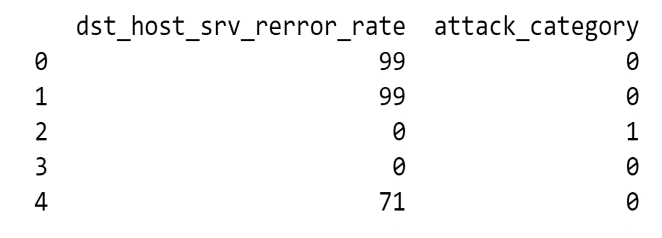 dst_host_srv_rerror_rate attack_category
0 99 0
1 99 0
2 0 1
3 0 0
4 71 0